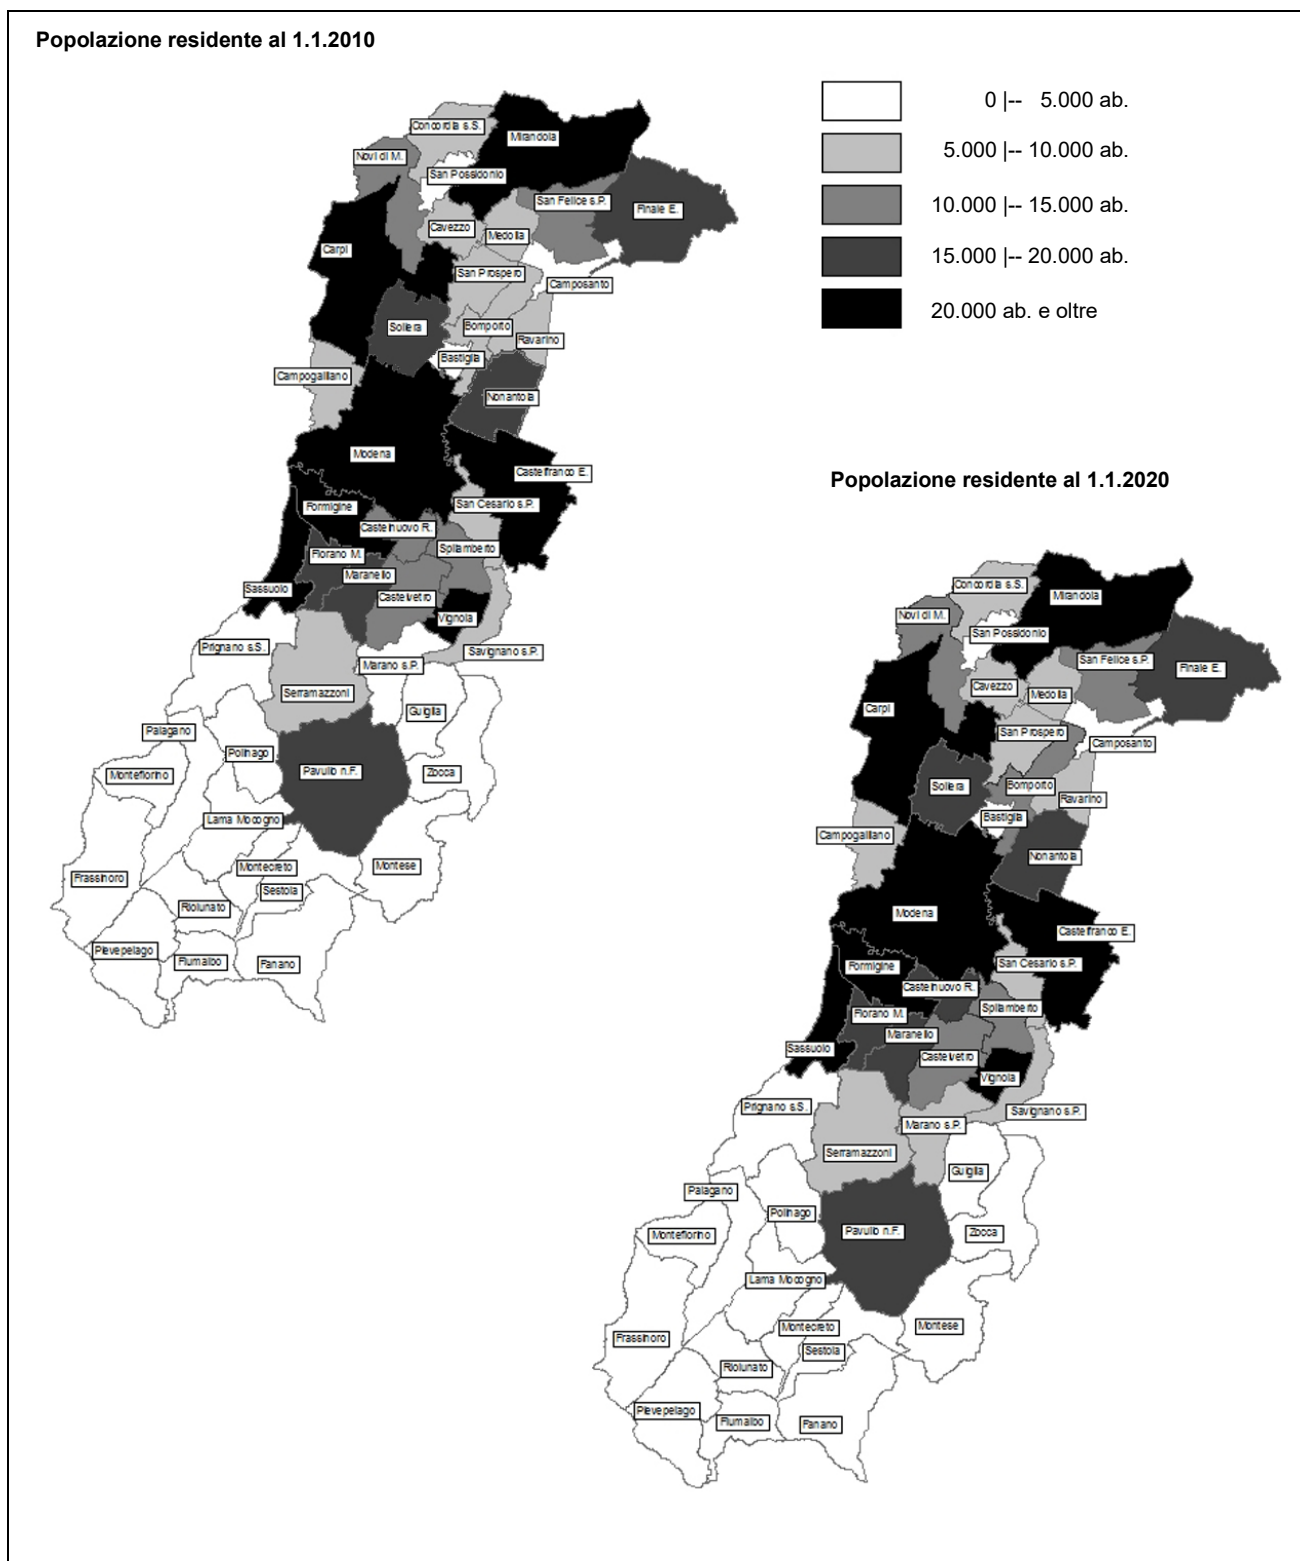 Popolazione residente al 1.1.2010
0 |-- 5.000 ab.
5.000 |-- 10.000 ab.
10.000 |-- 15.000 ab.
15.000 |-- 20.000 ab.
20.000 ab. e oltre
Concordia s.S.
Mirandola
Novi di M.
San Possidonio
San Felice s.P.
Finale E.
Cavezzo
Medolla
Carpi
San Prospero
Camposanto
Soliera
Bomporto
Ravarino
Bastiglia
Campogalliano
Nonantola
Modena
Castelfranco E.
Formigine
San Cesario s.P.
Castelnuovo R.
Spilamberto
Fiorano M.
Maranello
Sassuolo
Castelvetro
Vignola
Prignano s.S.
Savignano s.P.
Marano s.P.
Serramazzoni
Guiglia
Palagano
Polinago
Montefiorino
Pavullo n.F.
Zocca
Lama Mocogno
Montecreto
Montese
Frassinoro
Sestola
Riolunato
Pievepelago
Fiumalbo
Fanano
Popolazione residente al 1.1.2020
Concordia s.S.
Mirandola
Novi di M.
San Possidonio
San Felice s.P.
Finale E.
Cavezzo
Medolla
Carpi
San Prospero
Camposanto
Soliera
Bomporto
Ravarino
Bastiglia
Campogalliano
Nonantola
Modena
Castelfranco E.
Formigine
San Cesario s.P.
Castelnuovo R.
Spilamberto
Fiorano M.
Maranello
Sassuolo
Castelvetro
Vignola
Prignano s.S.
Savignano s.P.
Marano s.P.
Serramazzoni
Guiglia
Palagano
Polinago
Montefiorino
Pavullo n.F.
Zocca
Lama Mocogno
Montecreto
Montese
Frassinoro
Sestola
Riolunato
Pievepelago
Fiumalbo
Fanano